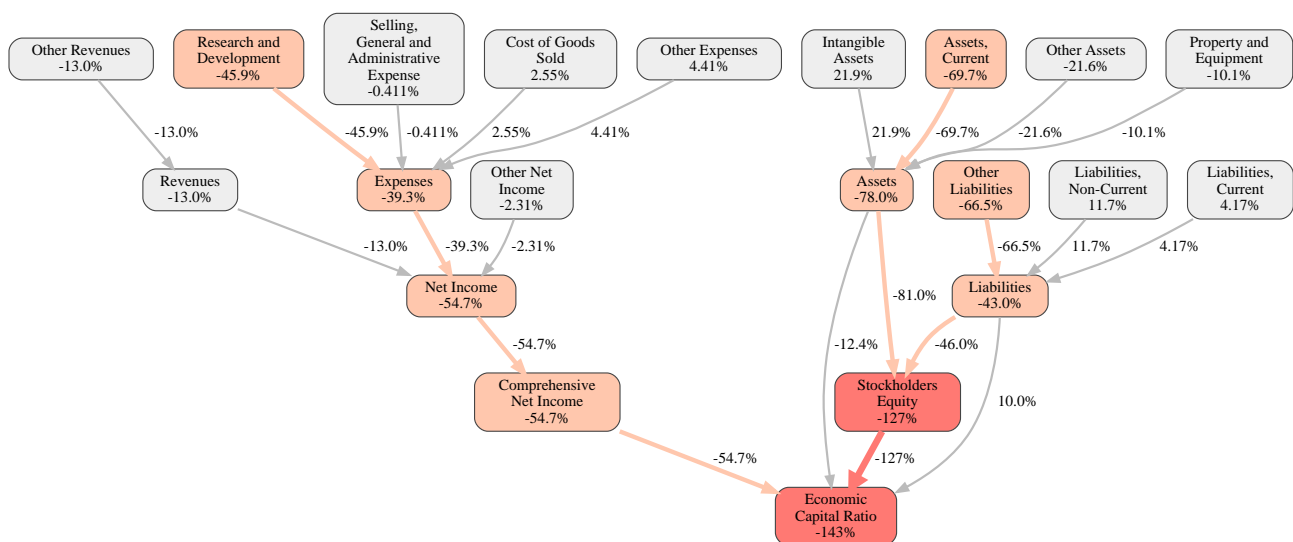 Other Revenues
-13.0%
Research and
Development
-45.9%
Selling,
General and
Administrative
Expense
-0.411%
Cost of Goods
Sold
2.55%
Other Expenses
4.41%
Intangible
Assets
21.9%
Assets,
Current
-69.7%
Other Assets
-21.6%
Property and
Equipment
-10.1%
-13.0%
-45.9%
-0.411%
2.55%
4.41%
21.9%
-69.7%
-21.6%
-10.1%
Revenues
-13.0%
Expenses
-39.3%
Other Net
Income
-2.31%
Assets
-78.0%
Other
Liabilities
-66.5%
Liabilities,
Non-Current
11.7%
Liabilities,
Current
4.17%
-13.0%
-39.3%
-2.31%
-66.5%
11.7%
4.17%
Net Income
-54.7%
-81.0%
Liabilities
-43.0%
-54.7%
-12.4%
-46.0%
Comprehensive
Net Income
-54.7%
Stockholders
Equity
-127%
10.0%
-54.7%
-127%
Economic
Capital Ratio
-143%